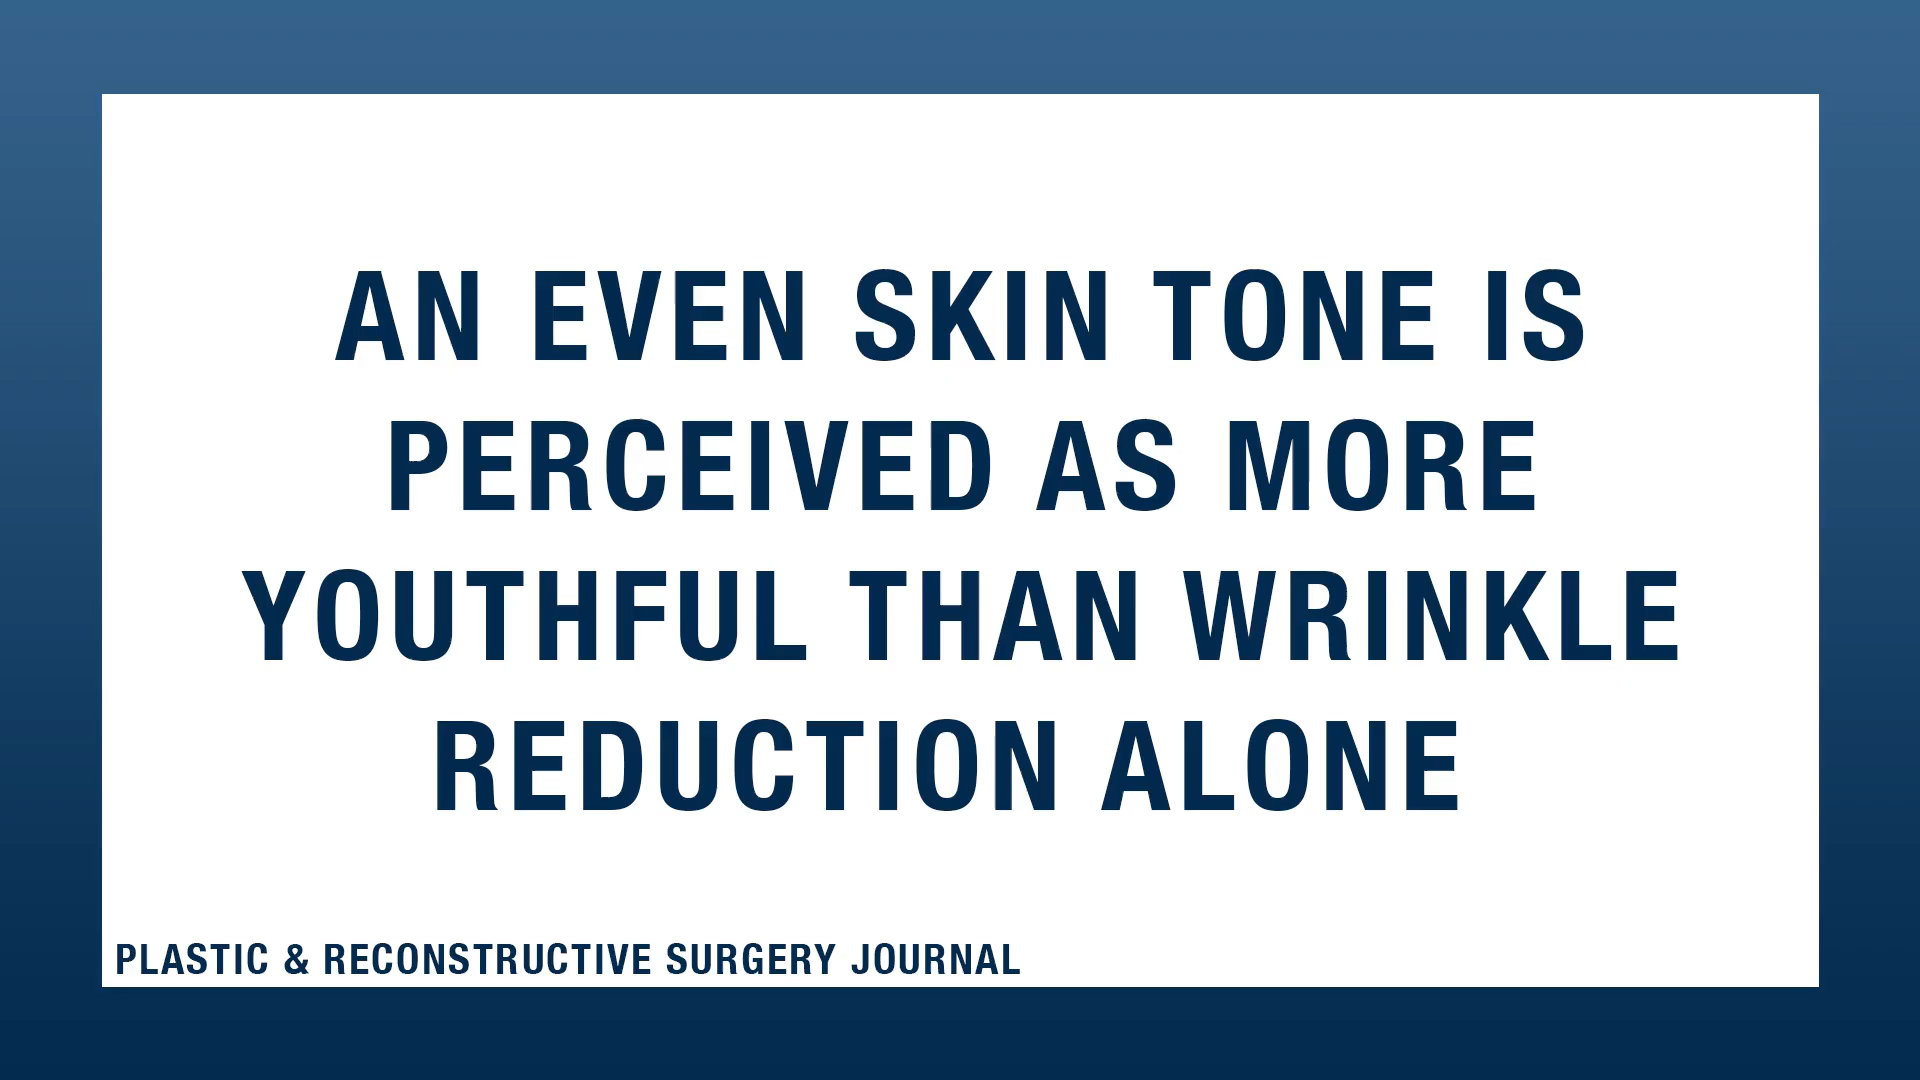 AN EVEN SKIN TONE IS
PERCEIVED AS MORE
YOUTHFUL THAN WRINKLE
REDUCTION ALONE
PLASTIC & RECONSTRUCTIVE SURGERY JOURNAL